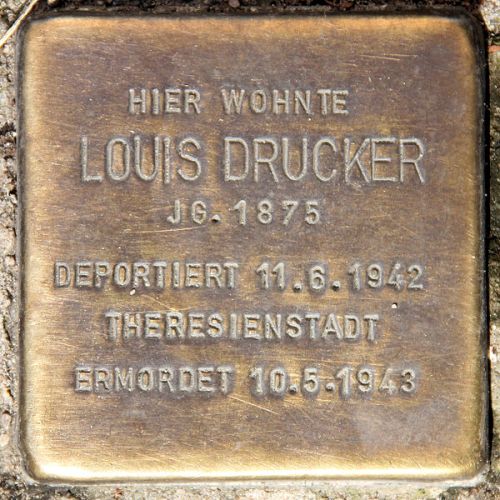 HIER WOHNTE
LOUIS DRUCKER
JG. 1875
DEPORTIERT 11.6.1942
THERESIENSTADT
ERMORDET 10.5.1943